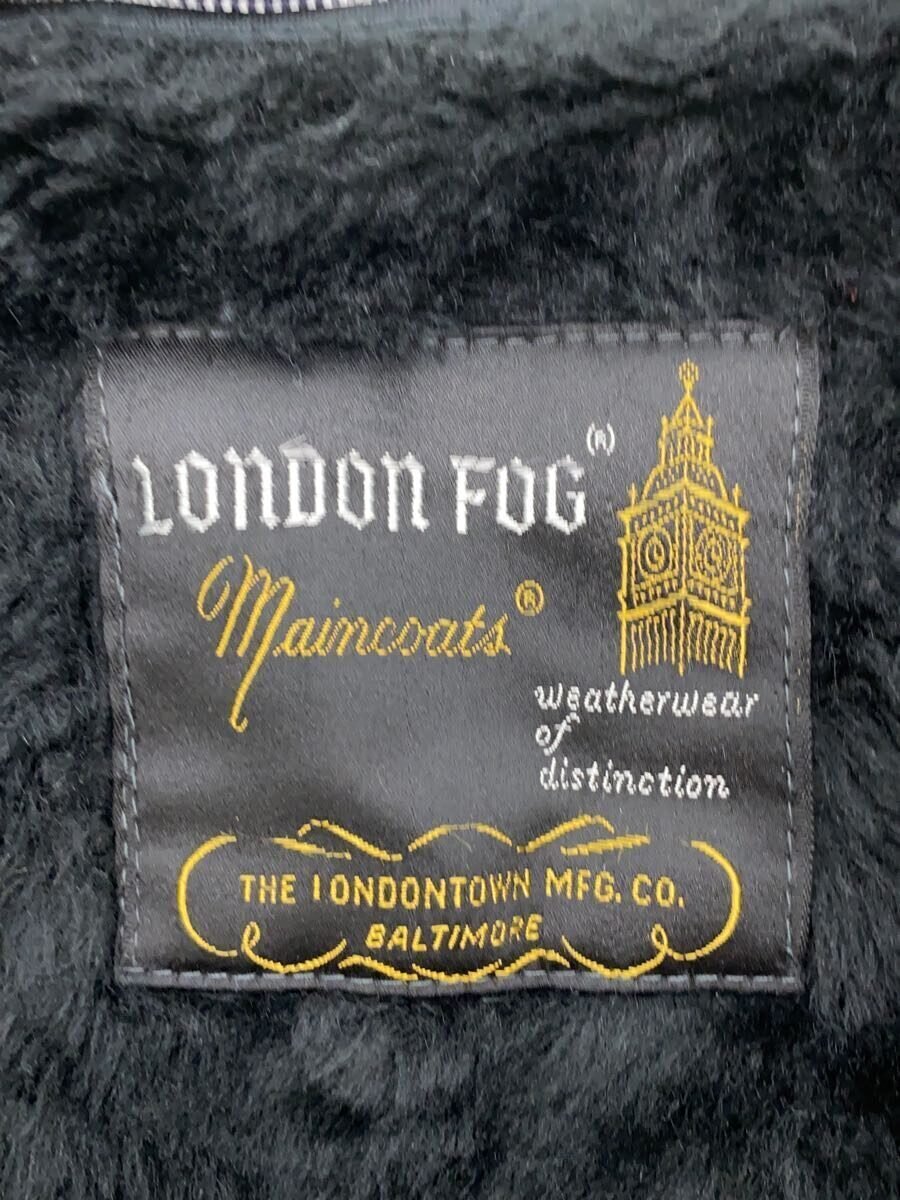 LONDON FOG®
Maincoats®
weatherwear
of
distinction
THE LONDONTOWN MFG. CO.
BALTIMORE